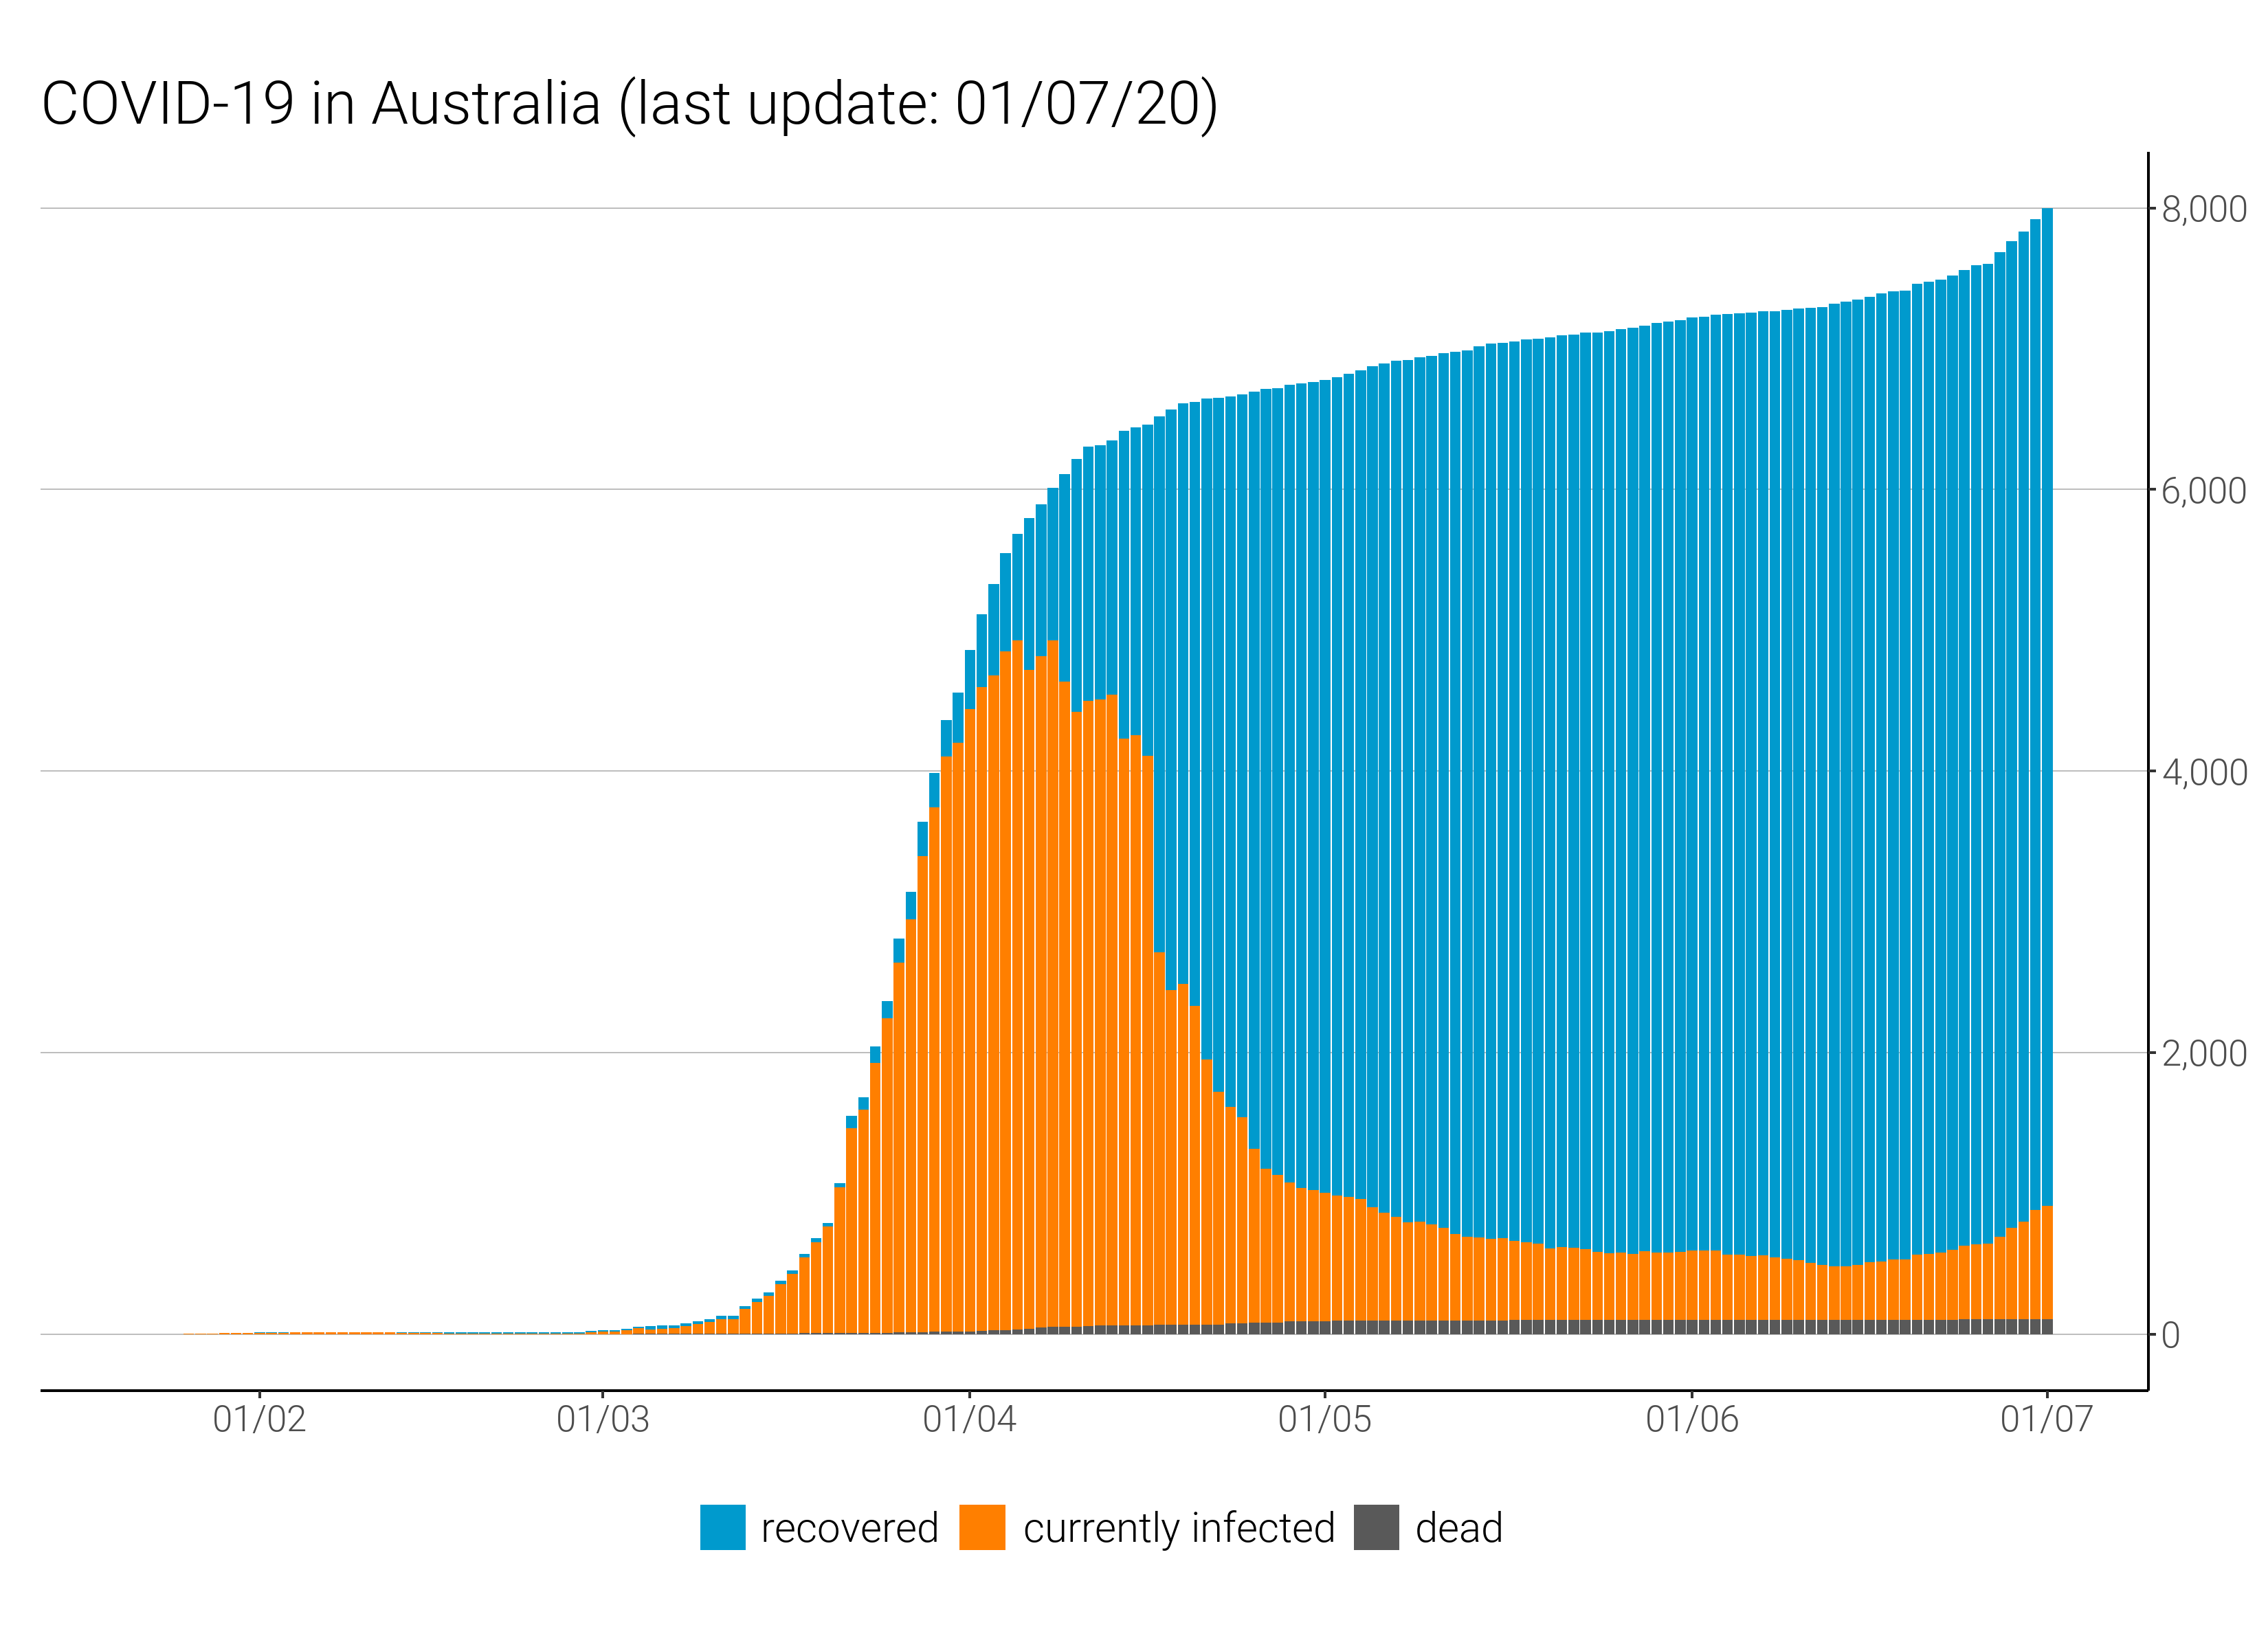 COVID-19 in Australia (last update: 01/07/20)
8,000
6,000
4,000
2,000
0
01/02 01/03 01/04 01/05 01/06 01/07
recovered currently infected dead